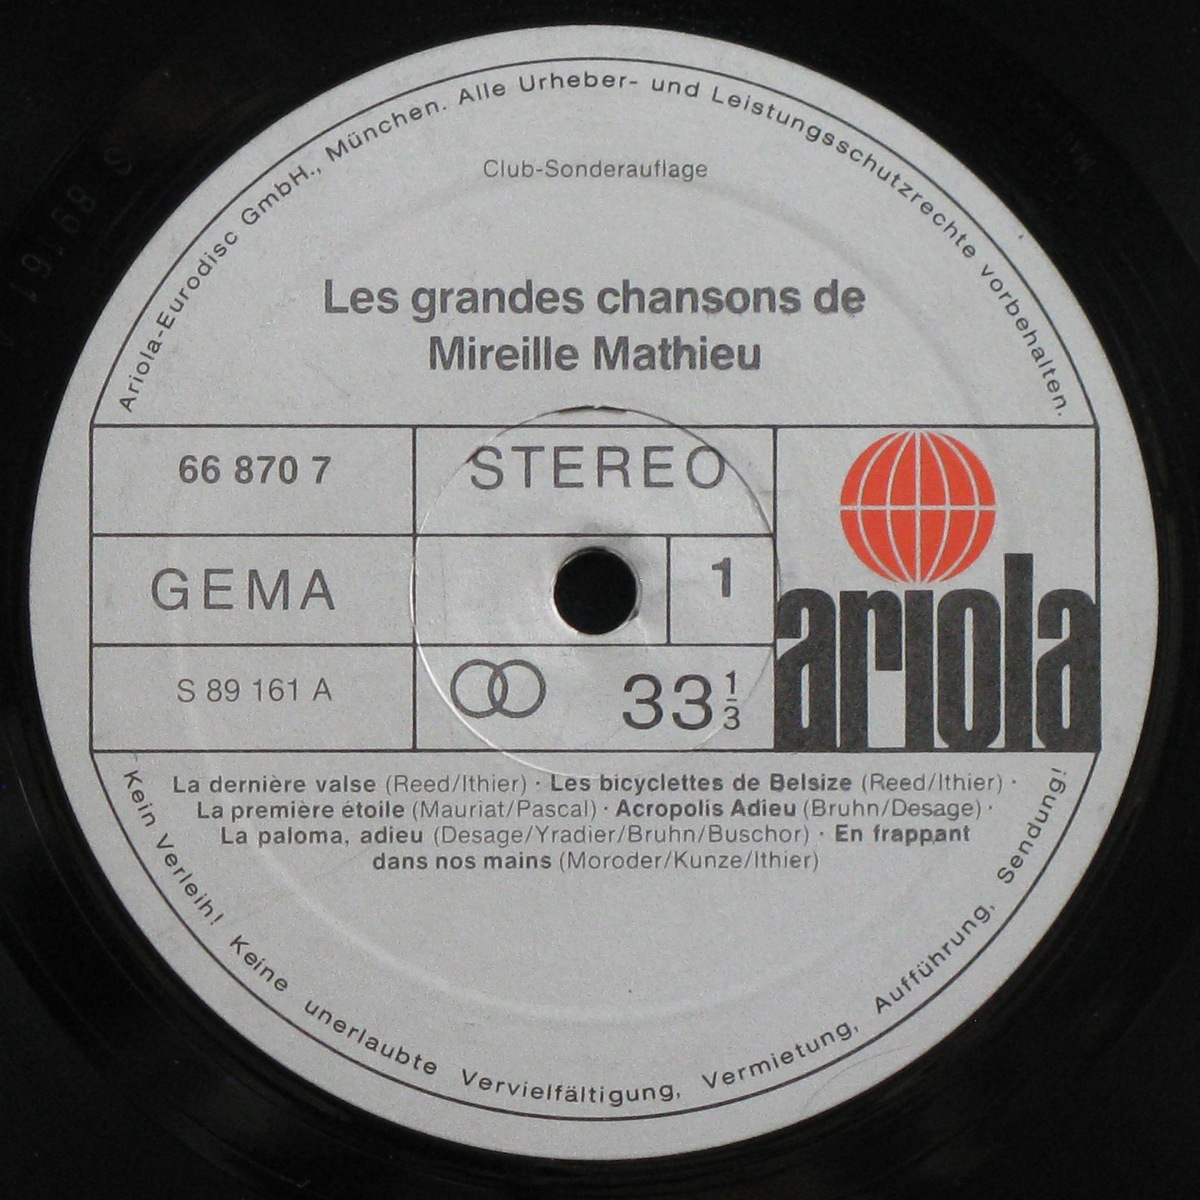 Ariola-Eurodisc GmbH., München. Alle Urheber- und Leistungsschutzrechte vorbehalten.
Club-Sonderauflage
Les grandes chansons de
Mireille Mathieu
66 870 7
STEREO
GEMA
1
S 89 161 A
33 1/3
ariola
La dernière valse (Reed/Ithier) · Les bicyclettes de Belsize (Reed/Ithier) ·
La première étoile (Mauriat/Pascal) · Acropolis Adieu (Bruhn/Desage) ·
La paloma, adieu (Desage/Yradier/Bruhn/Buschor) · En frappant
dans nos mains (Moroder/Kunze/Ithier)
Kein Verleih! Keine unerlaubte Vervielfältigung, Vermietung, Aufführung, Sendung!